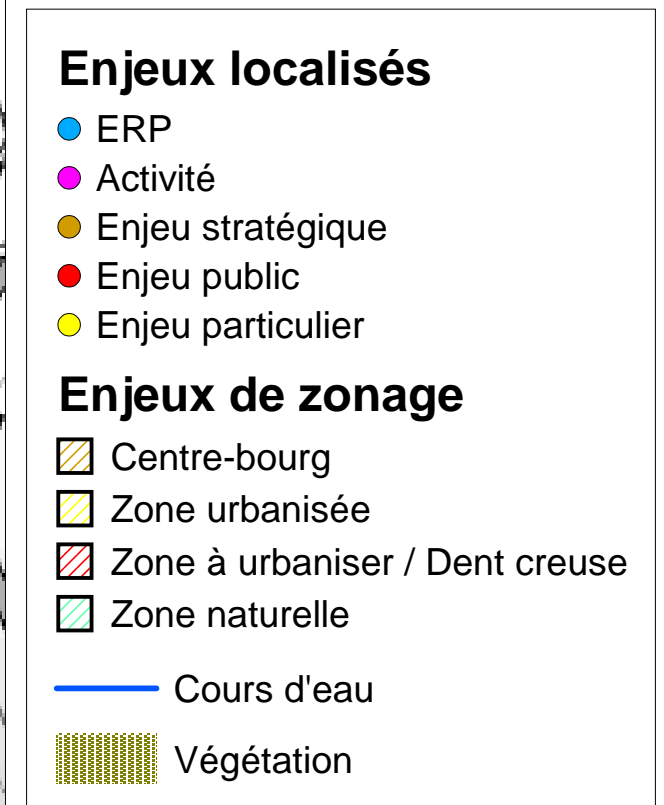 Enjeux localisés
ERP
Activité
Enjeu stratégique
Enjeu public
Enjeu particulier
Enjeux de zonage
Centre-bourg
Zone urbanisée
Zone à urbaniser / Dent creuse
Zone naturelle
Cours d'eau
Végétation